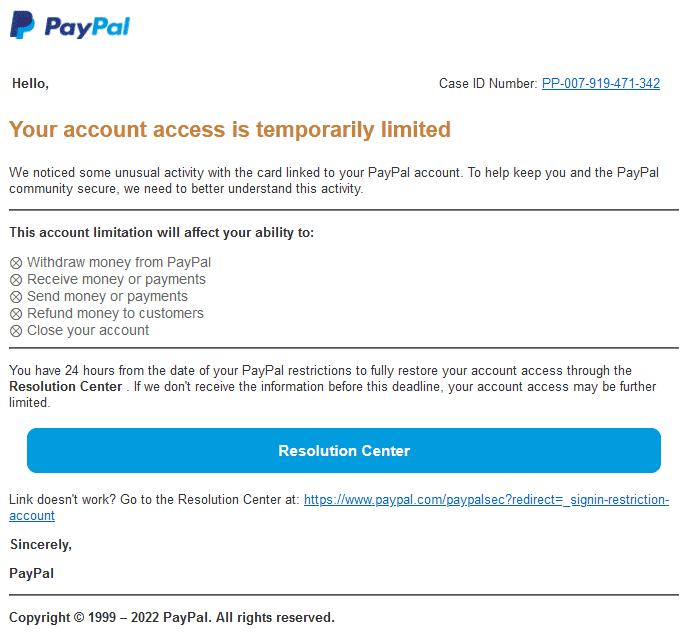 PayPal
Hello,
Case ID Number: PP-007-919-471-342
Your account access is temporarily limited
We noticed some unusual activity with the card linked to your PayPal account. To help keep you and the PayPal
community secure, we need to better understand this activity.
This account limitation will affect your ability to:
Withdraw money from PayPal
Receive money or payments
Send money or payments
Refund money to customers
Close your account
You have 24 hours from the date of your PayPal restrictions to fully restore your account access through the
Resolution Center . If we don't receive the information before this deadline, your account access may be further
limited.
Resolution Center
Link doesn't work? Go to the Resolution Center at: https://www.paypal.com/paypalsec?redirect=_signin-restriction-
account
Sincerely,
PayPal
Copyright © 1999 – 2022 PayPal. All rights reserved.